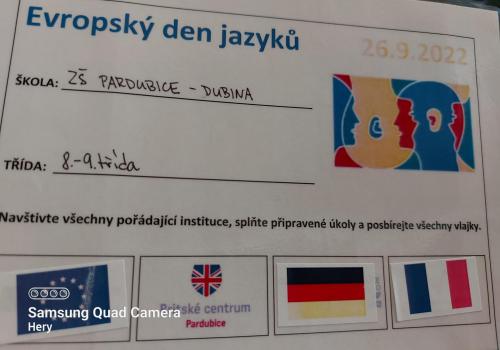 Evropský den jazyků
26.9.2022
ŠKOLA: ZŠ PARDUBICE - DUBINA
TŘÍDA: 8.-9. třída
Navštivte všechny pořádající instituce, splňte připravené úkoly a posbírejte všechny vlajky.
Britské centrum
Pardubice
Samsung Quad Camera
Hery